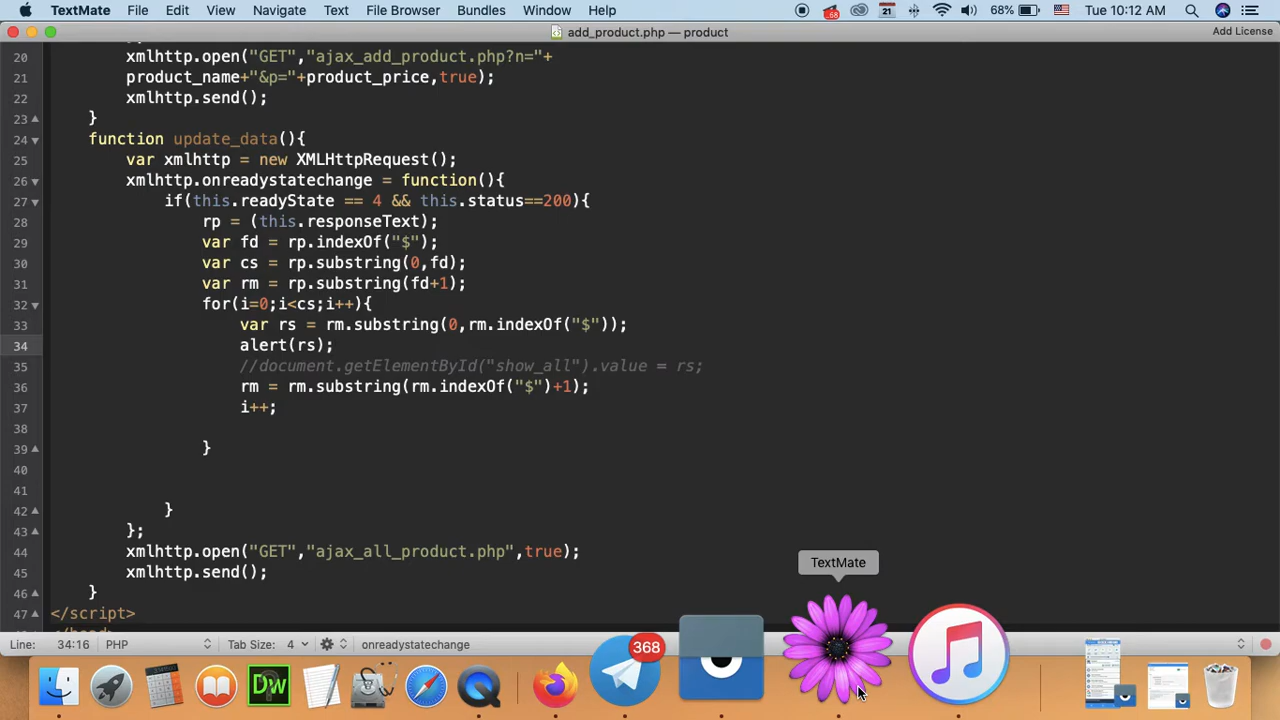 TextMate File Edit View Navigate Text File Browser Bundles Window Help 21 68% Tue 10:12 AM
add_product.php — product Add License
20 xmlhttp.open("GET","ajax_add_product.php?n="+
21 product_name+"&p="+product_price,true);
22 xmlhttp.send();
23 }
24 function update_data(){
25 var xmlhttp = new XMLHttpRequest();
26 xmlhttp.onreadystatechange = function(){
27 if(this.readyState == 4 && this.status==200){
28 rp = (this.responseText);
29 var fd = rp.indexOf("$");
30 var cs = rp.substring(0,fd);
31 var rm = rp.substring(fd+1);
32 for(i=0;i<cs;i++){
33 var rs = rm.substring(0,rm.indexOf("$"));
34 alert(rs);
35 //document.getElementById("show_all").value = rs;
36 rm = rm.substring(rm.indexOf("$")+1);
37 i++;
38
39 }
40
41
42 }
43 };
44 xmlhttp.open("GET","ajax_all_product.php",true);
45 xmlhttp.send();
46 }
47 </script>
TextMate
Line: 34:16 PHP Tab Size: 4 onreadystatechange
368
Dw